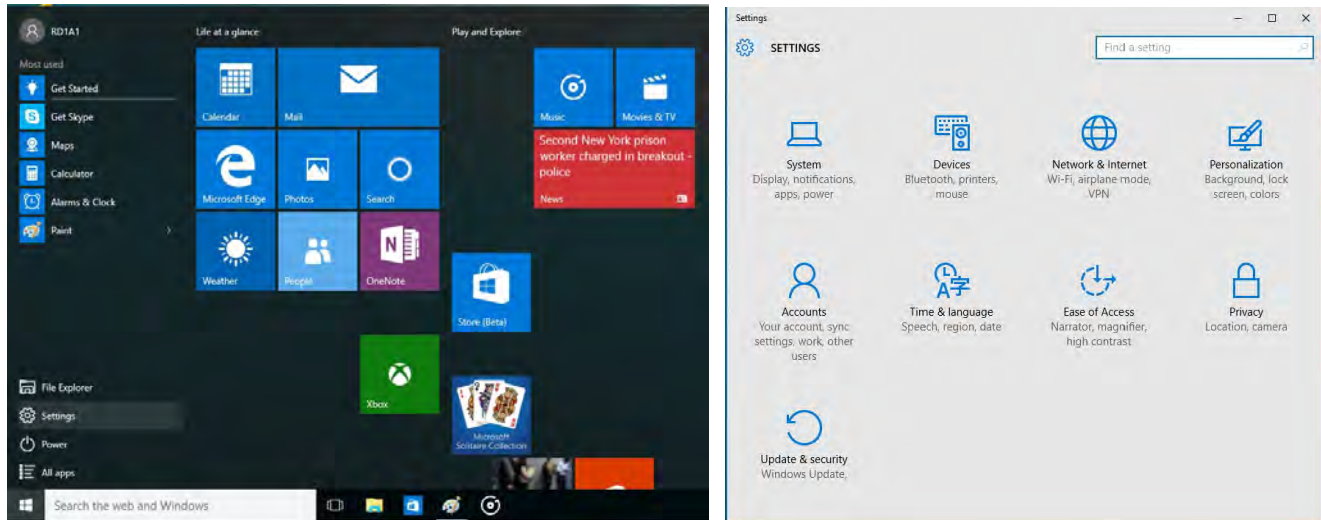 RD1A1
Most used
Get Started
Get Skype
Maps
Calculator
Alarms & Clock
Paint
File Explorer
Settings
Power
All apps
Search the web and Windows
Life at a glance
Calendar
Mail
Microsoft Edge
Photos
Search
Weather
People
OneNote
Xbox
Play and Explore
Music
Movies & TV
Second New York prison
worker charged in breakout -
police
News
Store (Beta)
Microsoft
Solitaire Collection
Settings
SETTINGS
Find a setting
System
Display, notifications,
apps, power
Devices
Bluetooth, printers,
mouse
Network & Internet
Wi-Fi, airplane mode,
VPN
Personalization
Background, lock
screen, colors
Accounts
Your account, sync
settings, work, other
users
Time & language
Speech, region, date
Ease of Access
Narrator, magnifier,
high contrast
Privacy
Location, camera
Update & security
Windows Update,